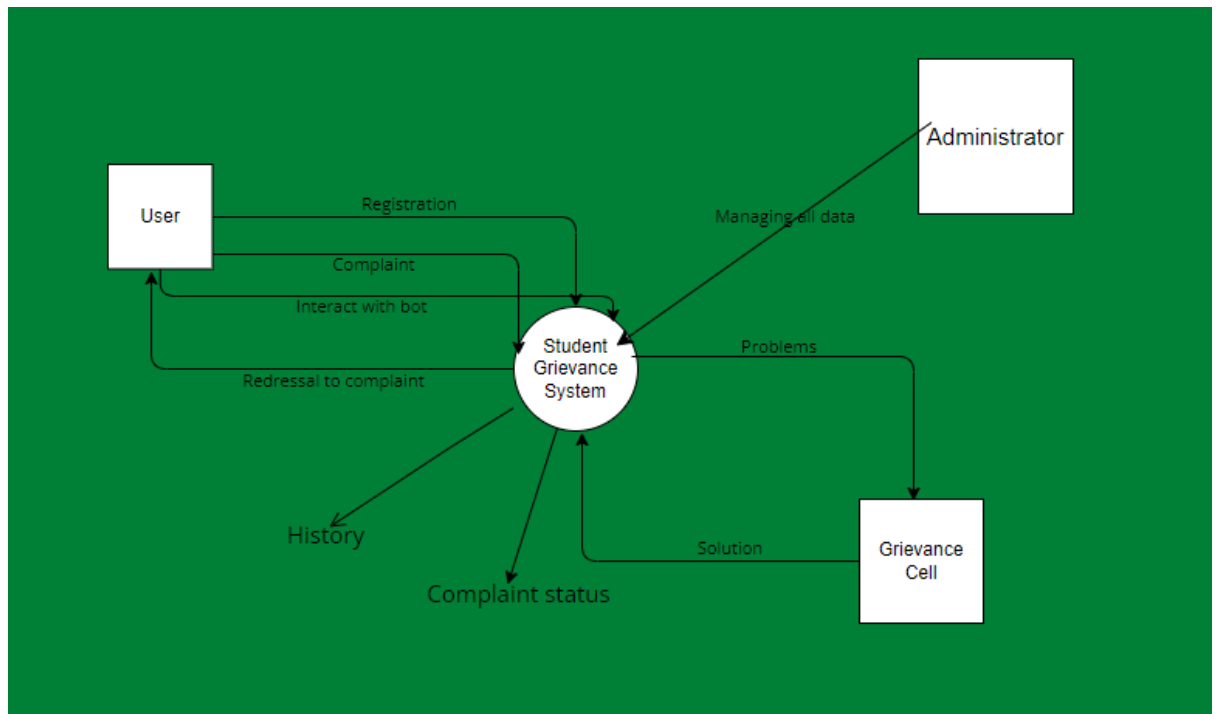 Administrator
User
Registration
Managing all data
Complaint
Interact with bot
Student
Grievance
System
Problems
Redressal to complaint
History
Solution
Grievance
Cell
Complaint status